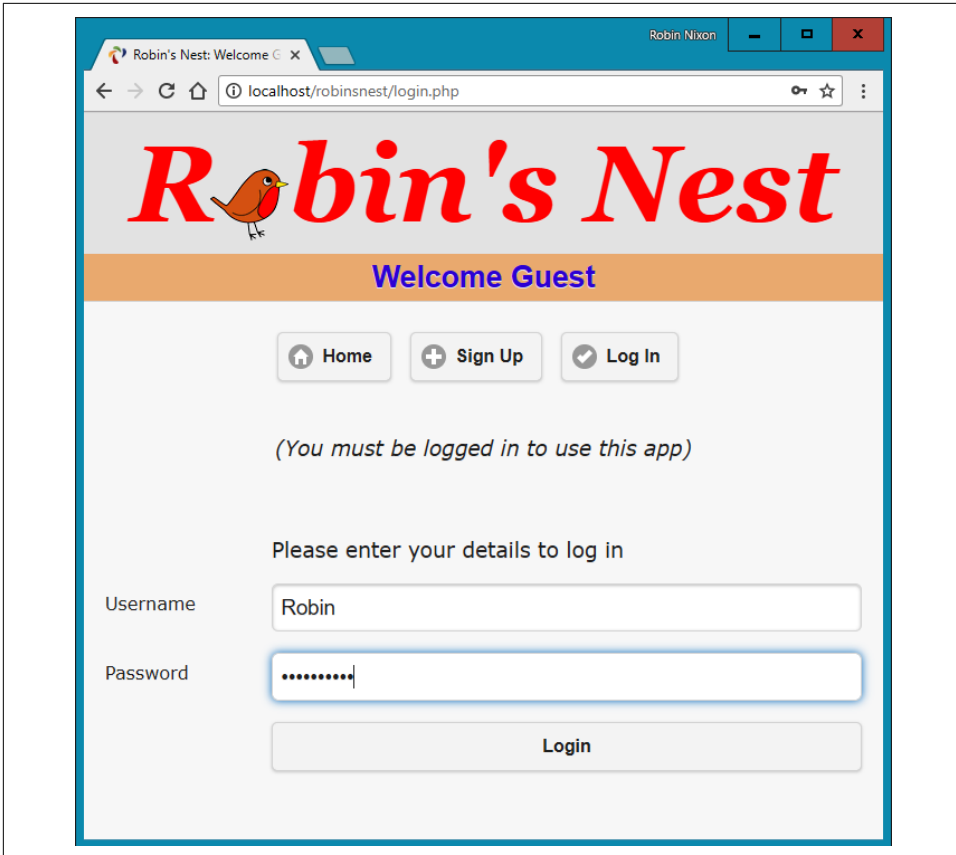 Robin Nixon
Robin's Nest: Welcome G
localhost/robinsnest/login.php
Robin's Nest
Welcome Guest
Home Sign Up Log In
(You must be logged in to use this app)
Please enter your details to log in
Username Robin
Password ••••••••••
Login